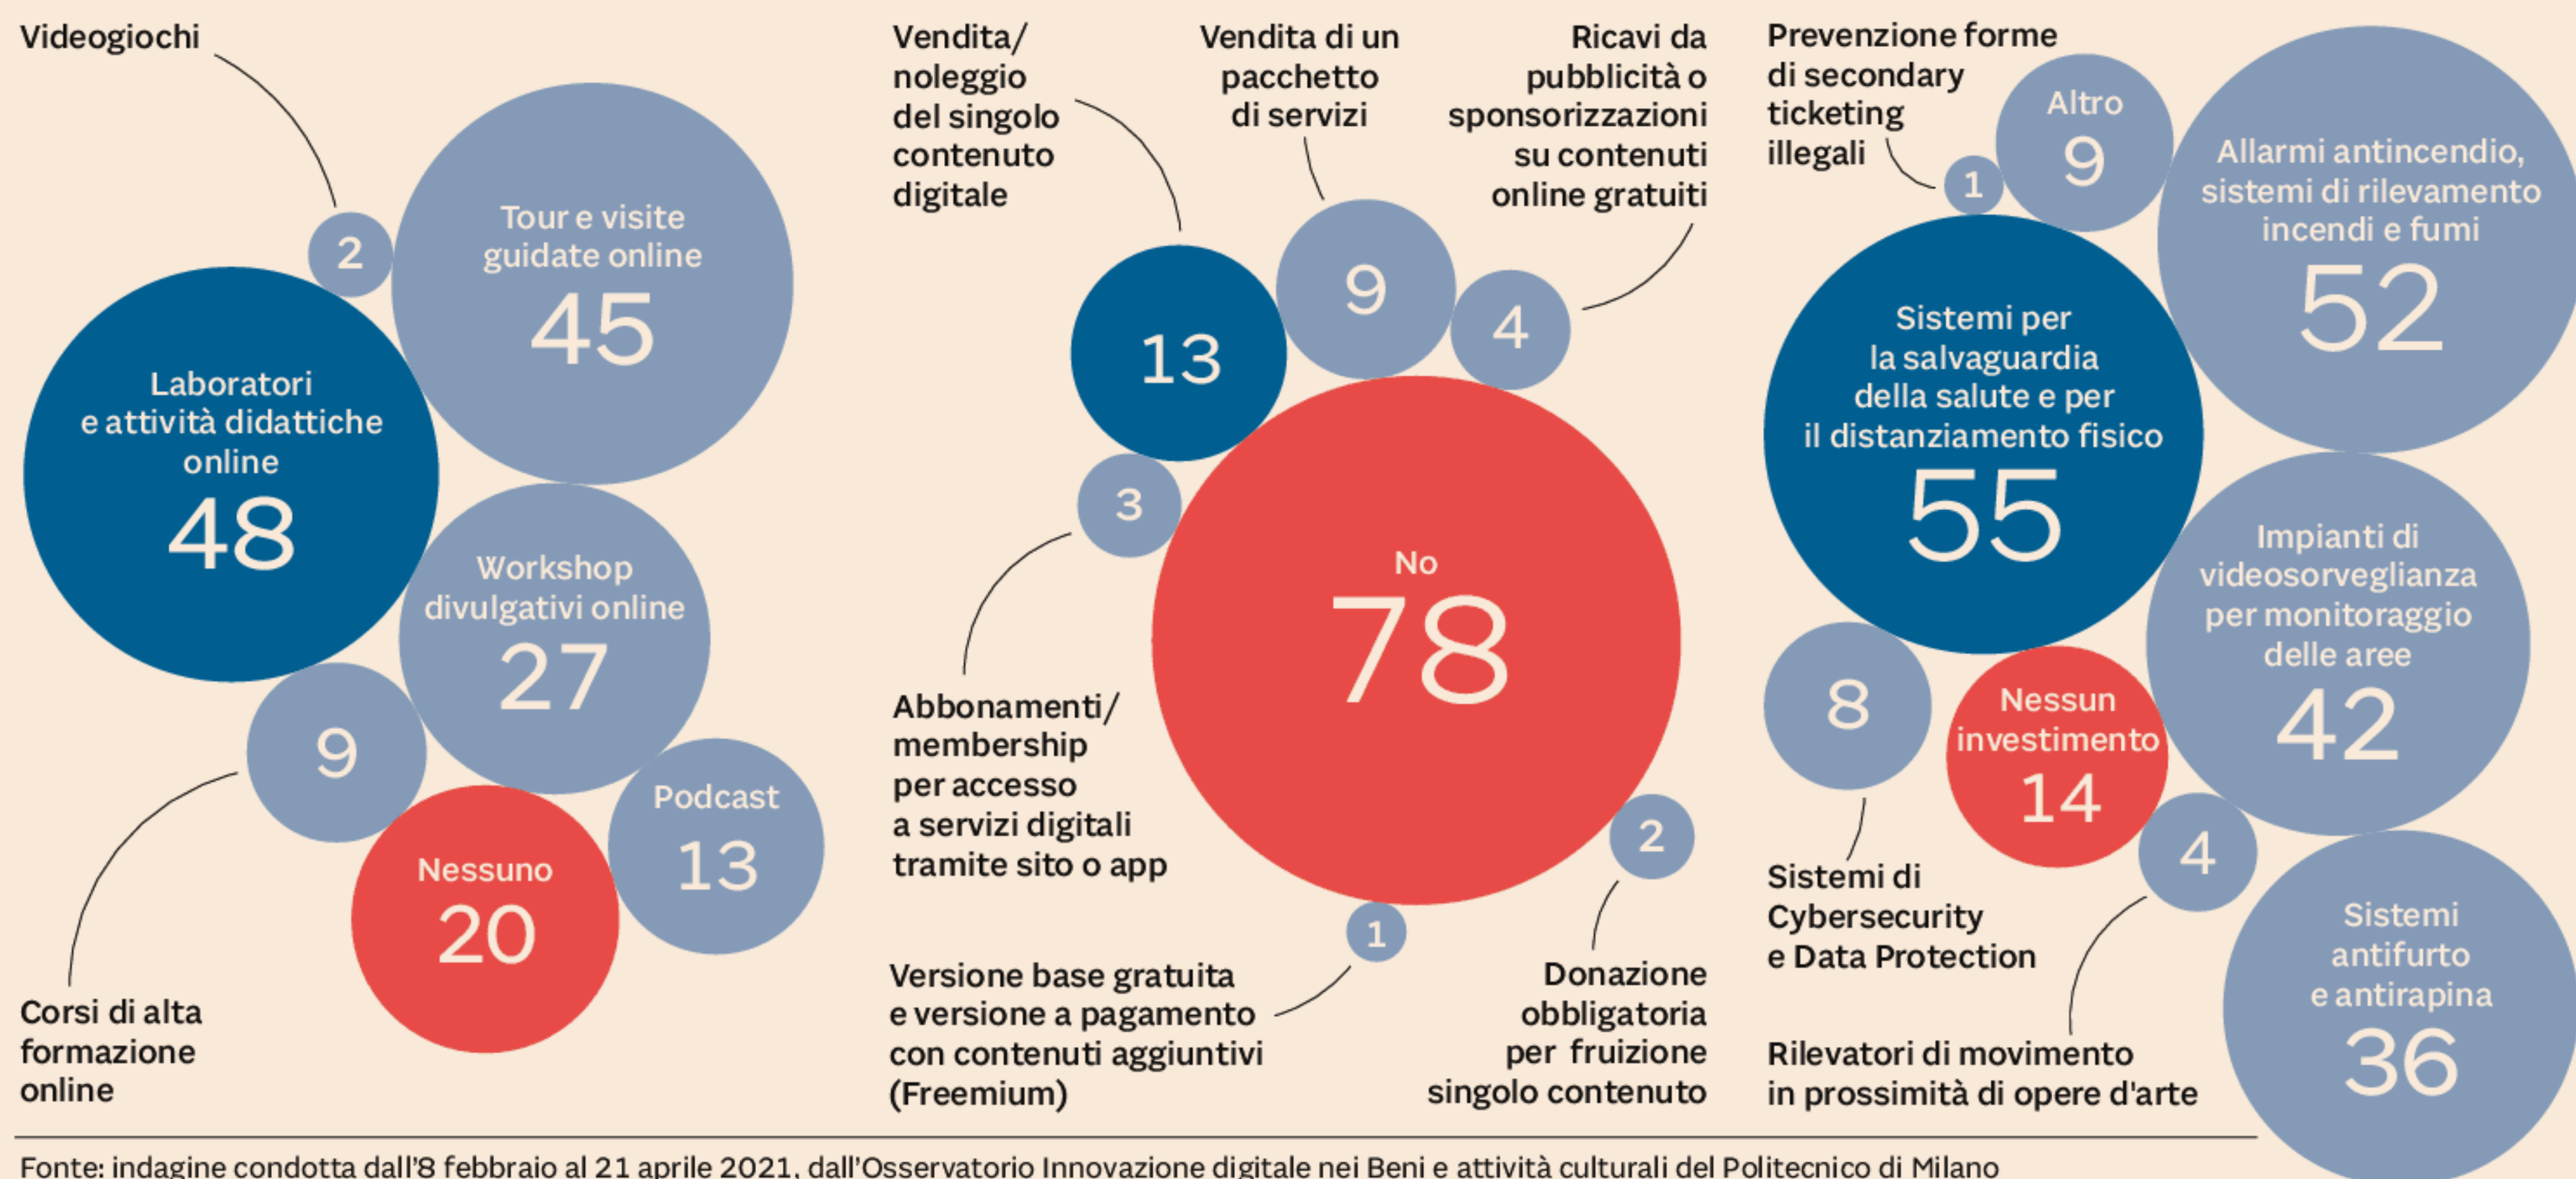 Videogiochi
2
Tour e visite
guidate online
45
Laboratori
e attività didattiche
online
48
Workshop
divulgativi online
27
9
Podcast
13
Nessuno
20
Corsi di alta
formazione
online
Vendita/
noleggio
del singolo
contenuto
digitale
Vendita di un
pacchetto
di servizi
Ricavi da
pubblicità o
sponsorizzazioni
su contenuti
online gratuiti
13
9
4
3
No
78
Abbonamenti/
membership
per accesso
a servizi digitali
tramite sito o app
2
1
Versione base gratuita
e versione a pagamento
con contenuti aggiuntivi
(Freemium)
Donazione
obbligatoria
per fruizione
singolo contenuto
Prevenzione forme
di secondary
ticketing
illegali
1
Altro
9
Allarmi antincendio,
sistemi di rilevamento
incendi e fumi
52
Sistemi per
la salvaguardia
della salute e per
il distanziamento fisico
55
Impianti di
videosorveglianza
per monitoraggio
delle aree
42
8
Nessun
investimento
14
4
Sistemi di
Cybersecurity
e Data Protection
Sistemi
antifurto
e antirapina
36
Rilevatori di movimento
in prossimità di opere d'arte
Fonte: indagine condotta dall'8 febbraio al 21 aprile 2021, dall'Osservatorio Innovazione digitale nei Beni e attività culturali del Politecnico di Milano